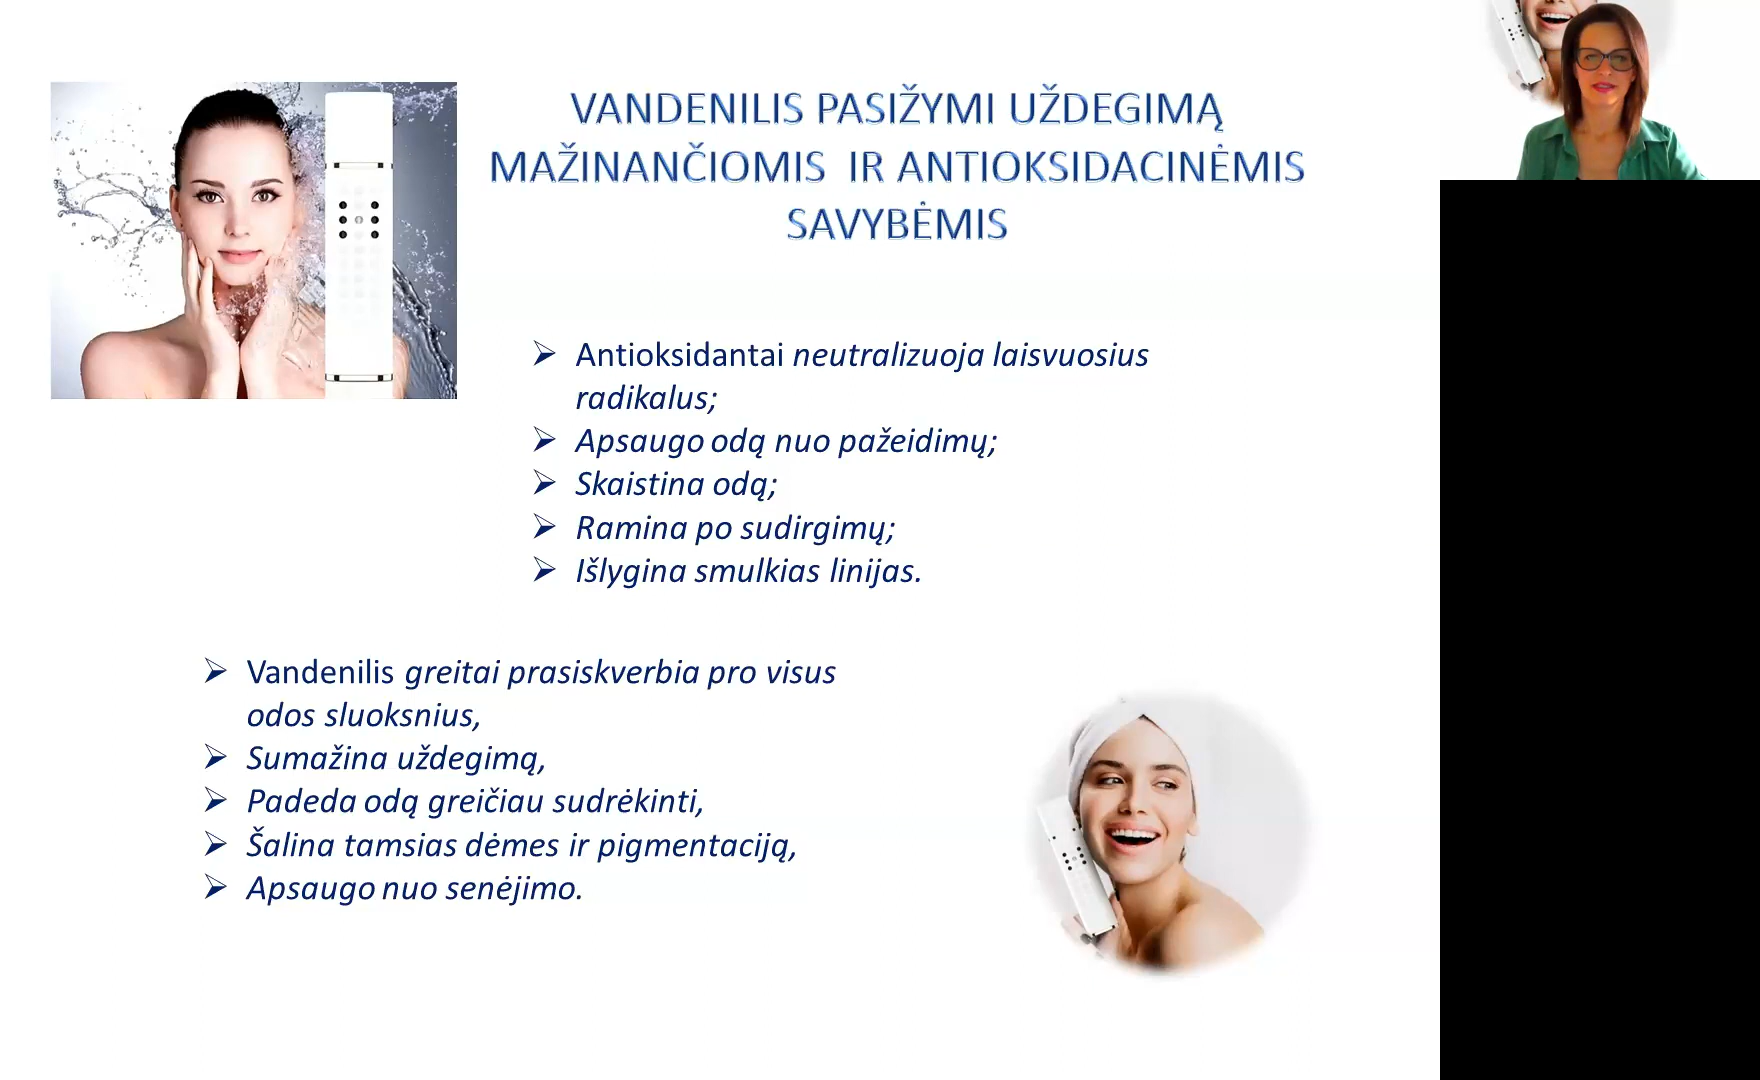 VANDENILIS PASIŽYMI UŽDEGIMĄ
MAŽINANČIOMIS IR ANTIOKSIDACINĖMIS
SAVYBĖMIS
Antioksidantai neutralizuoja laisvuosius
radikalus;
Apsaugo odą nuo pažeidimų;
Skaistina odą;
Ramina po sudirgimų;
Išlygina smulkias linijas.
Vandenilis greitai prasiskverbia pro visus
odos sluoksnius,
Sumažina uždegimą,
Padeda odą greičiau sudrėkinti,
Šalina tamsias dėmes ir pigmentaciją,
Apsaugo nuo senėjimo.